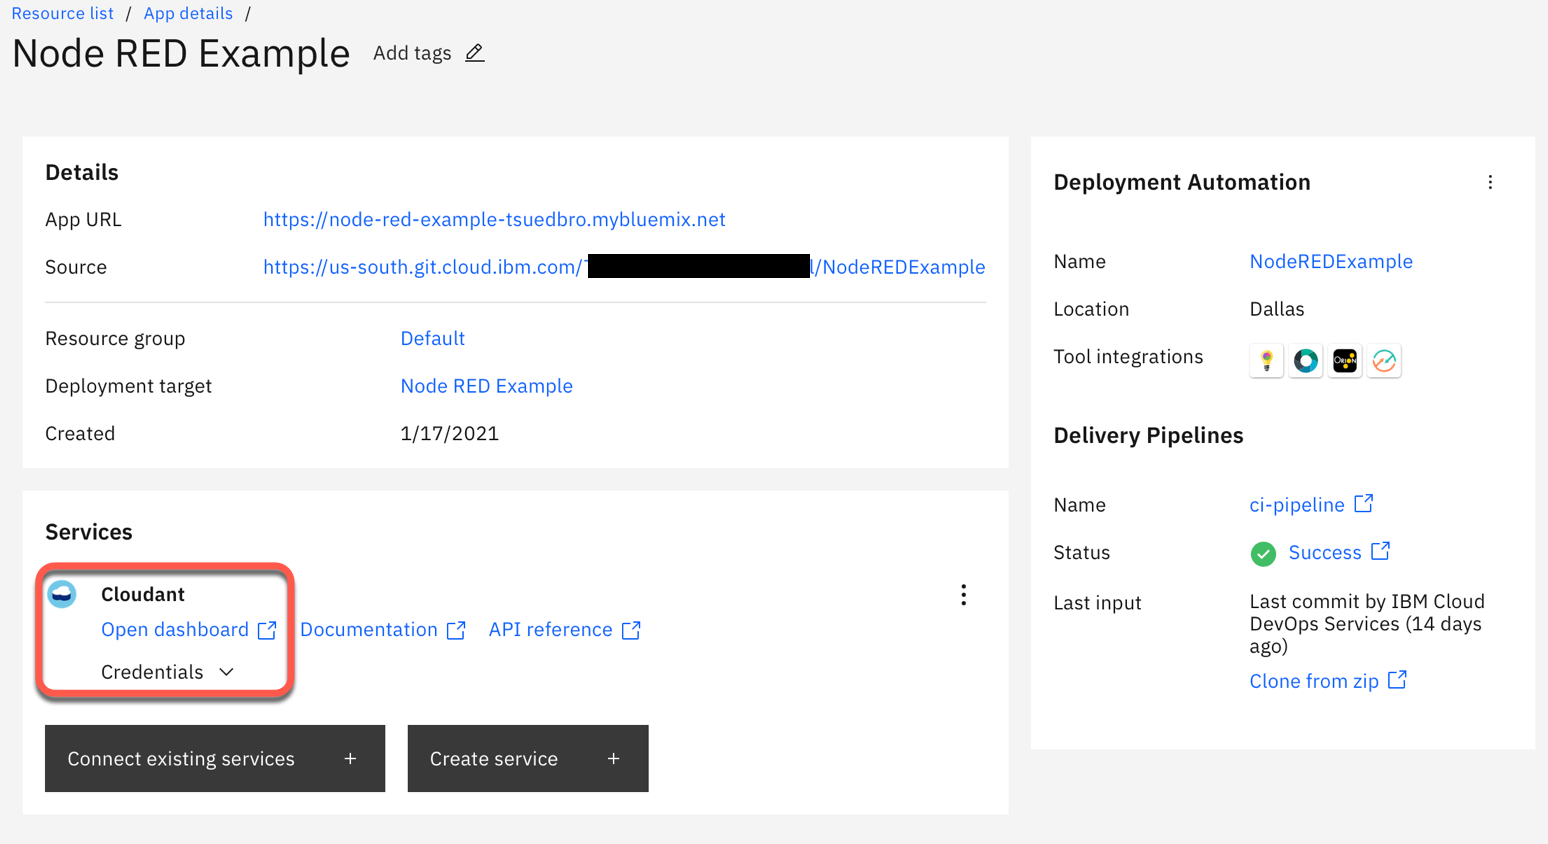 Resource list / App details /
Node RED Example Add tags
Details
App URL https://node-red-example-tsuedbro.mybluemix.net
Source https://us-south.git.cloud.ibm.com/ /NodeREDExample
Resource group Default
Deployment target Node RED Example
Created 1/17/2021
Services
Cloudant
Open dashboard Documentation API reference
Credentials
Connect existing services +
Create service +
Deployment Automation
Name NodeREDExample
Location Dallas
Tool integrations
ORION
Delivery Pipelines
Name ci-pipeline
Status Success
Last input Last commit by IBM Cloud
DevOps Services (14 days
ago)
Clone from zip